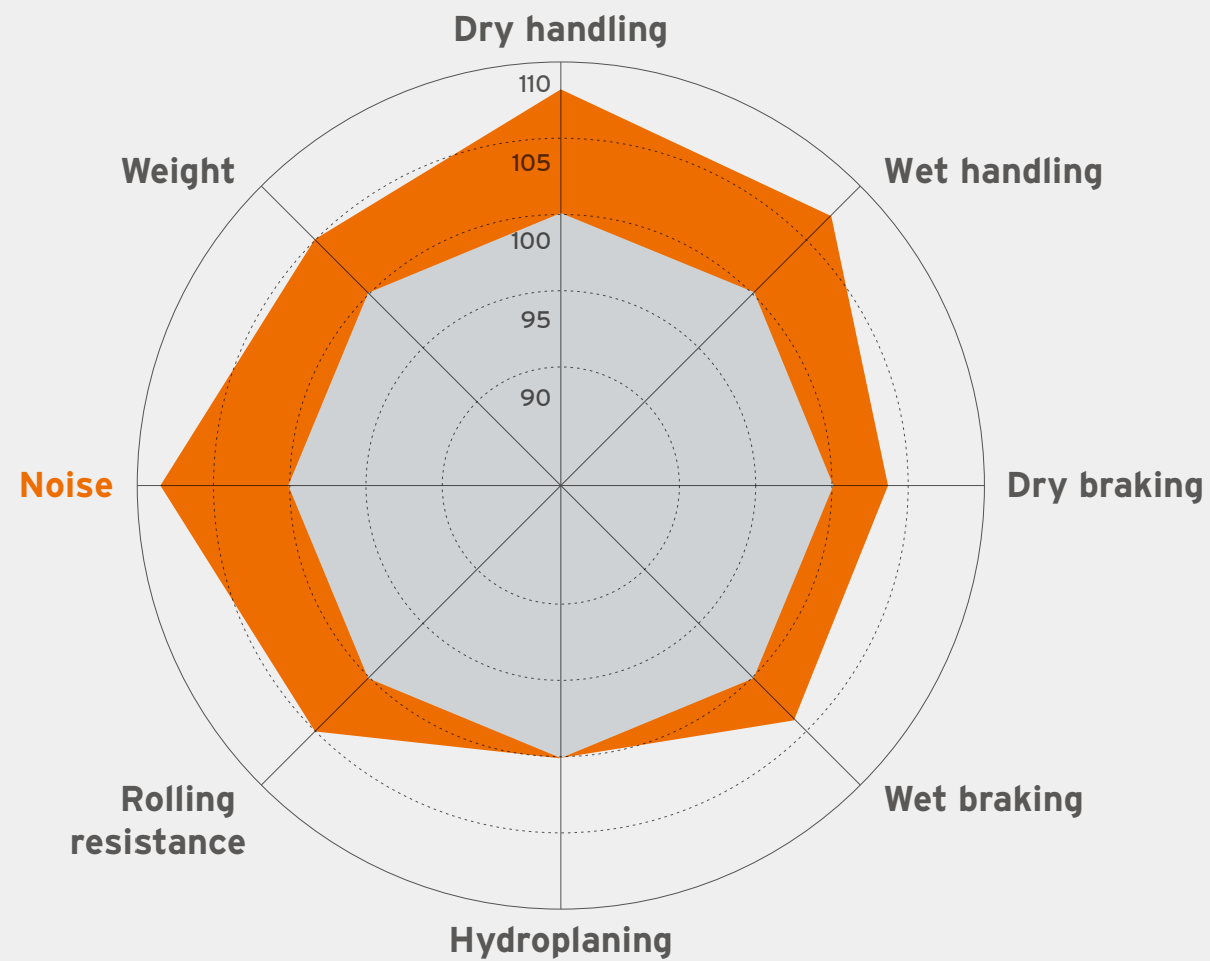 Dry handling
110
Weight
105
Wet handling
100
95
90
Noise
Dry braking
Rolling
resistance
Wet braking
Hydroplaning